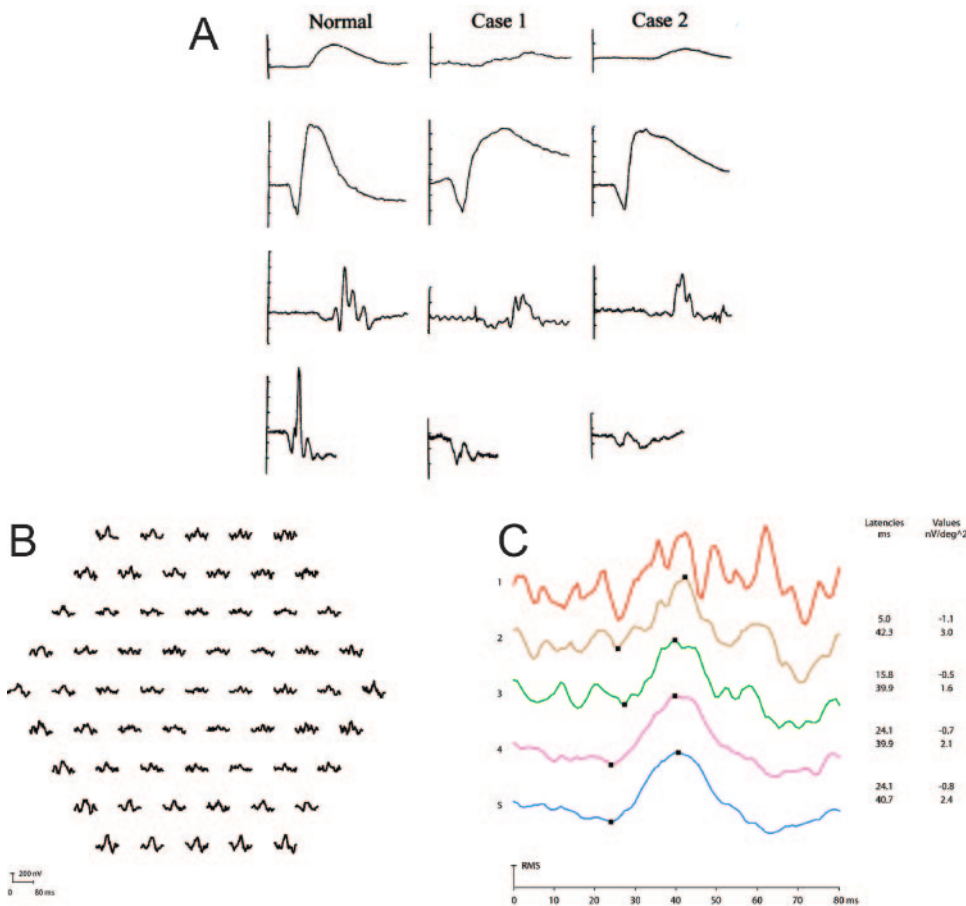 A
Normal Case 1 Case 2
B
C
Latencies Values
ms nV/deg^2
1
5.0 -1.1
2 42.3 3.0
15.8 -0.5
3 39.9 1.6
24.1 -0.7
4 39.9 2.1
24.1 -0.8
5 40.7 2.4
200 nV
80 ms
RMS
0 10 20 30 40 50 60 70 80 ms